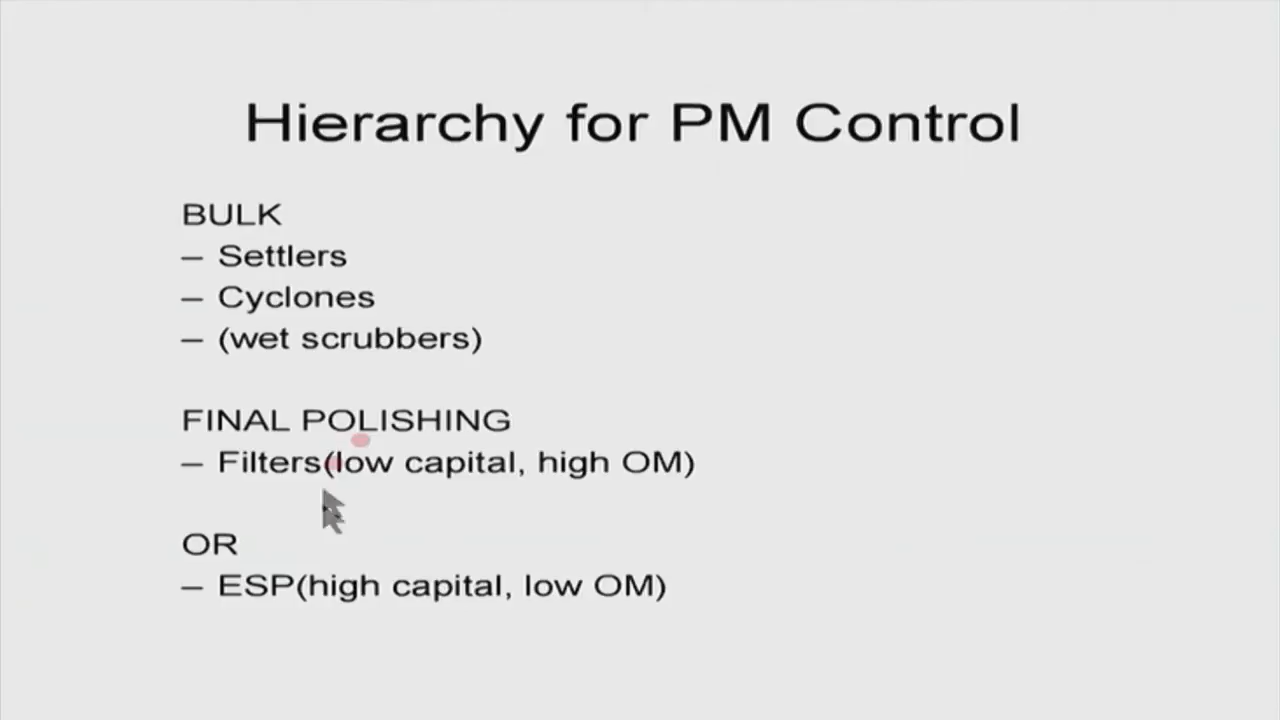 Hierarchy for PM Control
BULK
– Settlers
– Cyclones
– (wet scrubbers)
FINAL POLISHING
– Filters(low capital, high OM)
OR
– ESP(high capital, low OM)